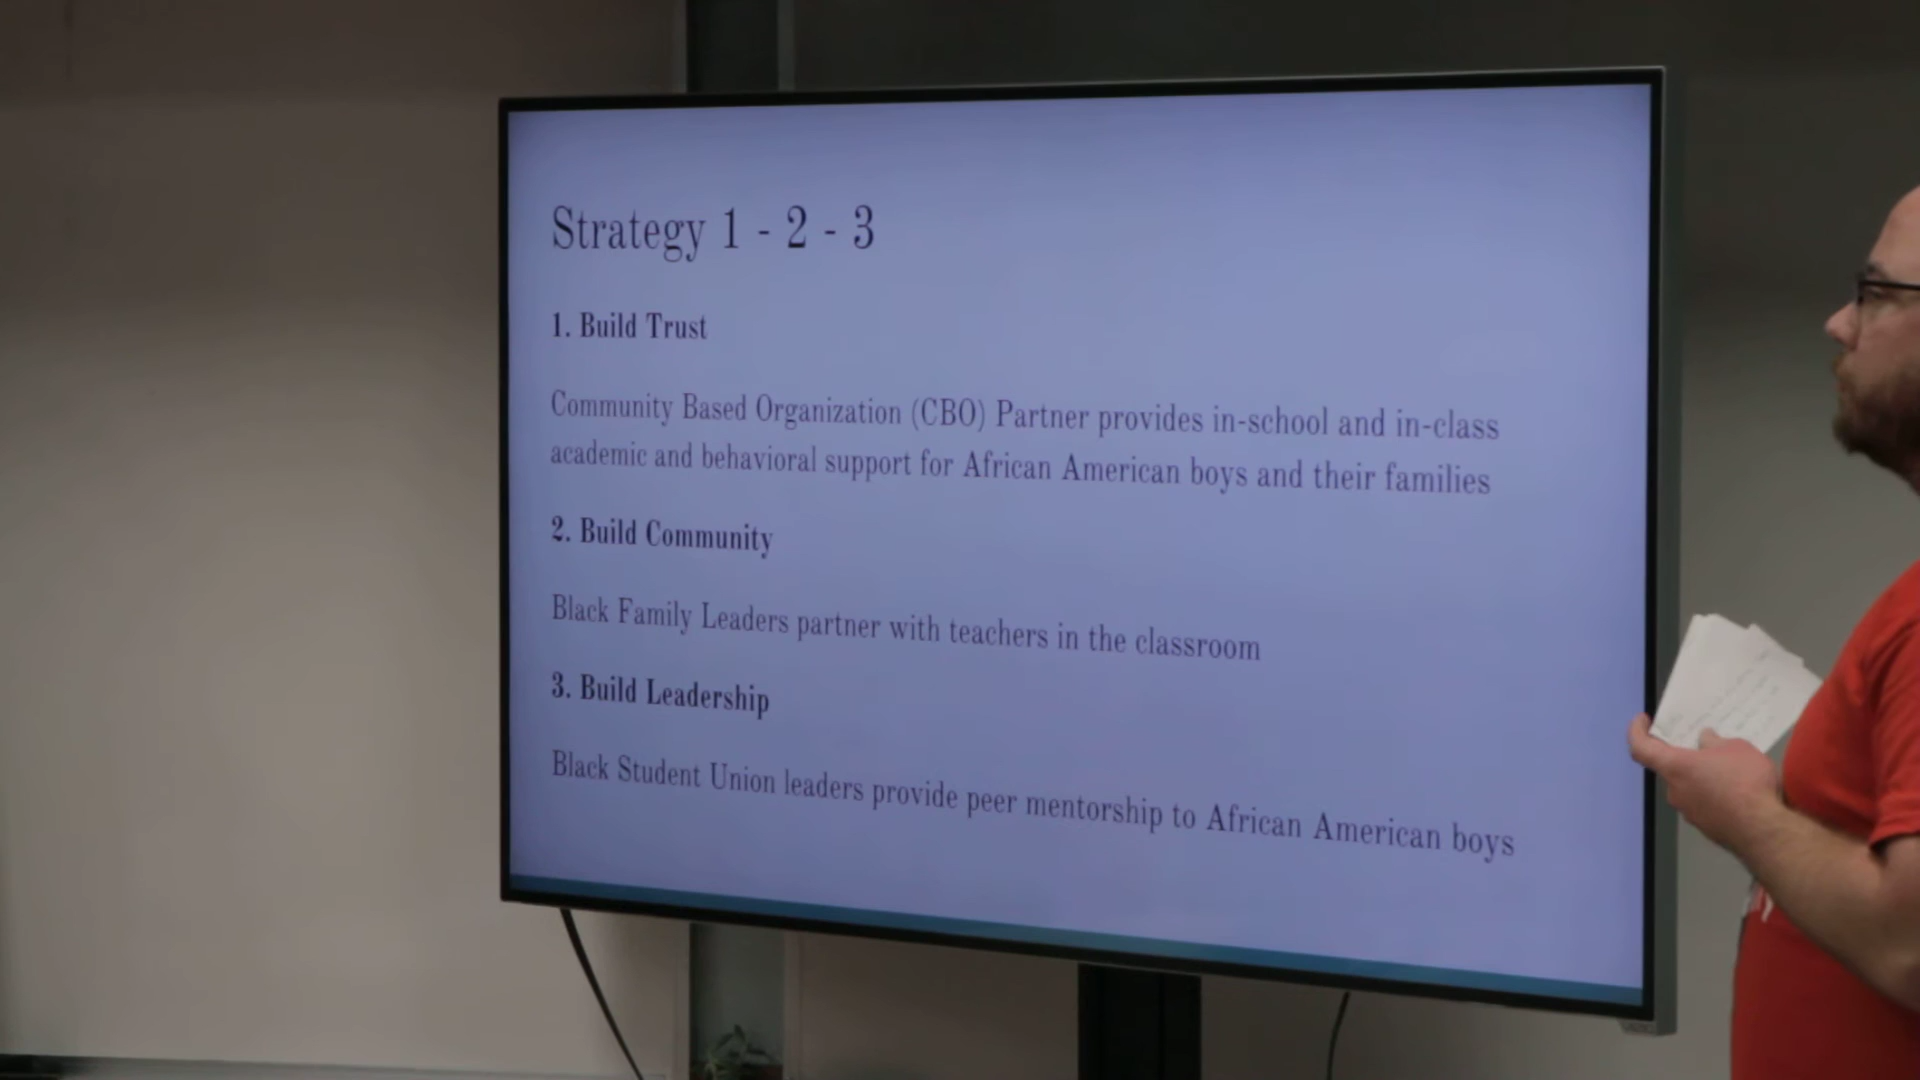 Strategy 1 - 2 - 3
1. Build Trust
Community Based Organization (CBO) Partner provides in-school and in-class
academic and behavioral support for African American boys and their families
2. Build Community
Black Family Leaders partner with teachers in the classroom
3. Build Leadership
Black Student Union leaders provide peer mentorship to African American boys